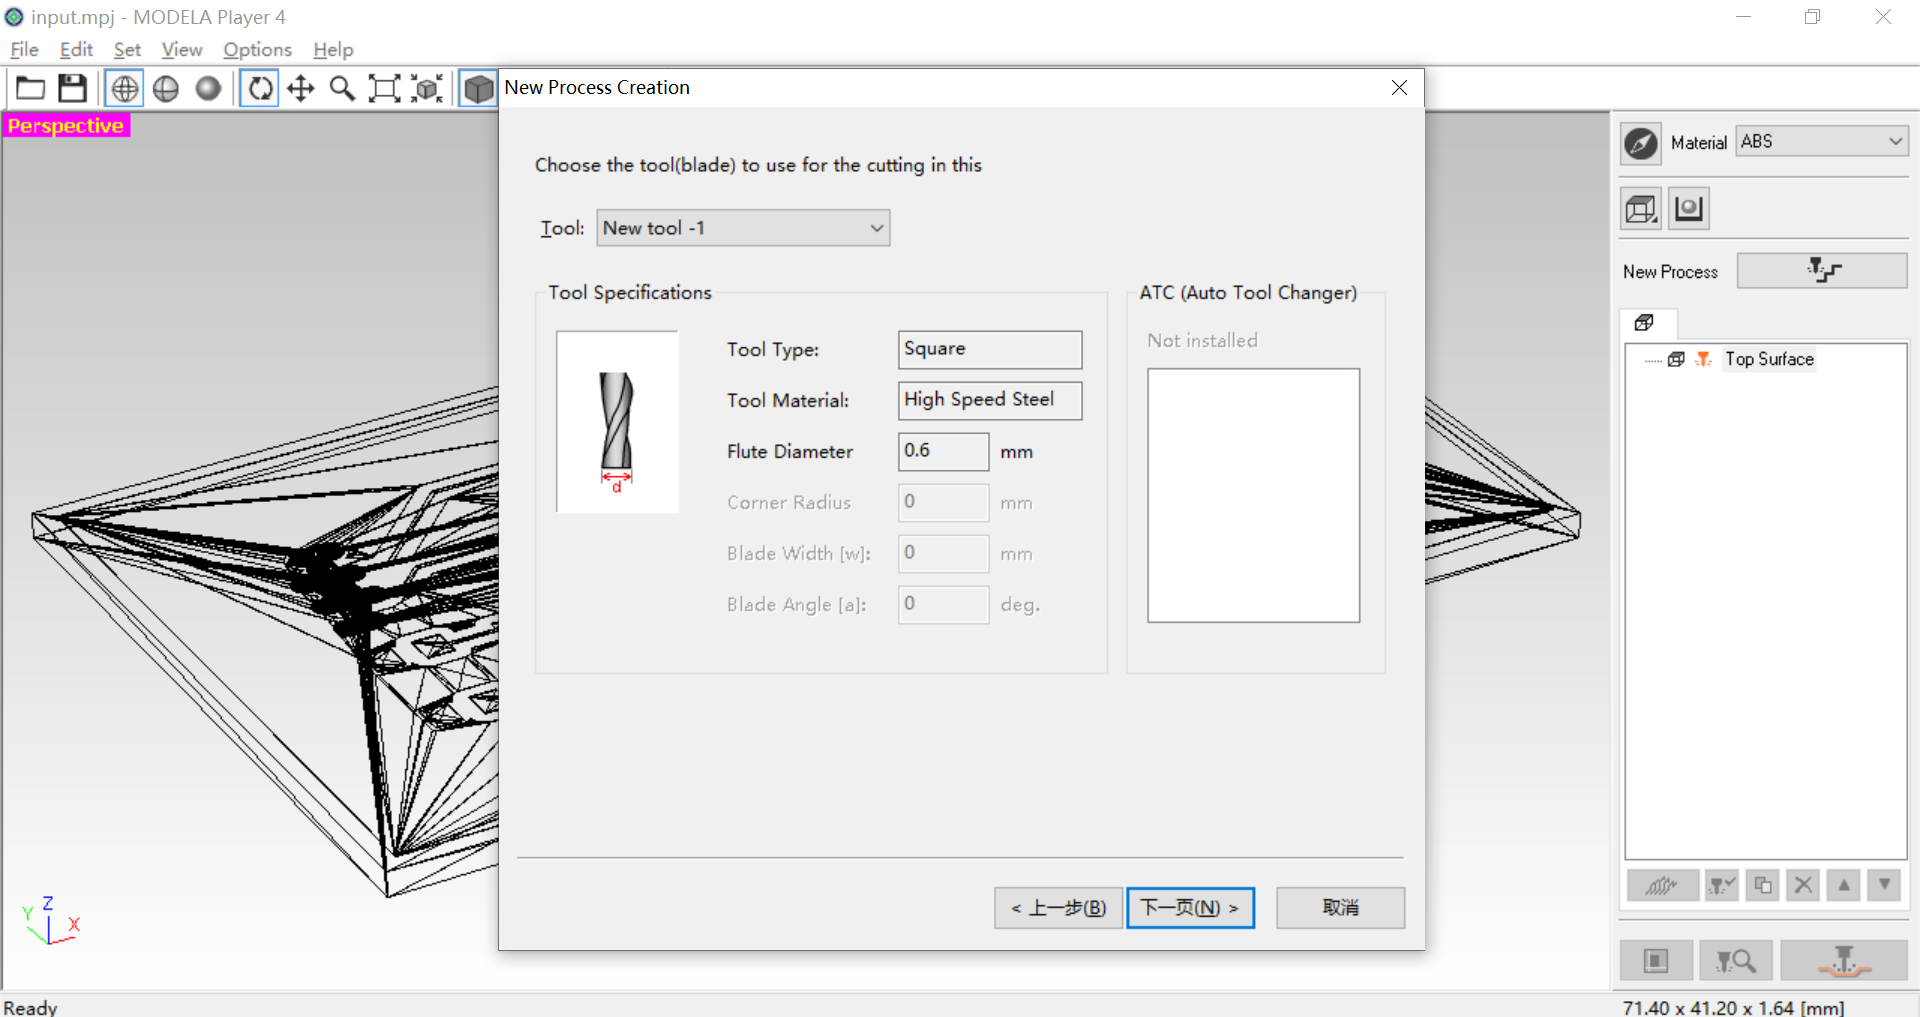 input.mpj - MODELA Player 4
File Edit Set View Options Help
New Process Creation
Perspective
Choose the tool(blade) to use for the cutting in this
Tool: New tool -1
Tool Specifications
d
Tool Type: Square
Tool Material: High Speed Steel
Flute Diameter 0.6 mm
Corner Radius 0 mm
Blade Width [w]: 0 mm
Blade Angle [a]: 0 deg.
ATC (Auto Tool Changer)
Not installed
< 上一步(B)
下一页(N) >
取消
Material ABS
New Process
Top Surface
Z
Y
X
Ready
71.40 x 41.20 x 1.64 [mm]